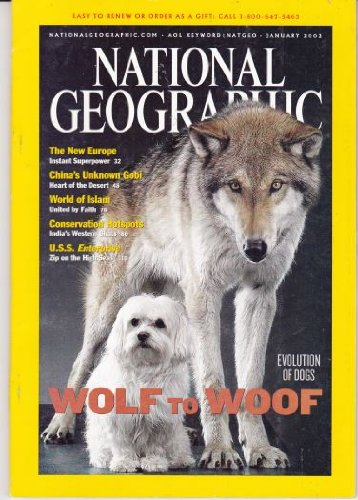 EASY TO RENEW OR ORDER AS A GIFT: CALL 1-800-647-5463
NATIONALGEOGRAPHIC.COM • AOL KEYWORD: NATGEO • JANUARY 2002
NATIONAL
GEOGRAPHIC
The New Europe
Instant Superpower 32
China's Unknown Gobi
Heart of the Desert 48
World of Islam
United by Faith 76
Conservation Hotspots
India's Western Ghats
U.S.S. Enterprise
Zip on the High Seas
EVOLUTION
OF DOGS
WOLF TO WOOF